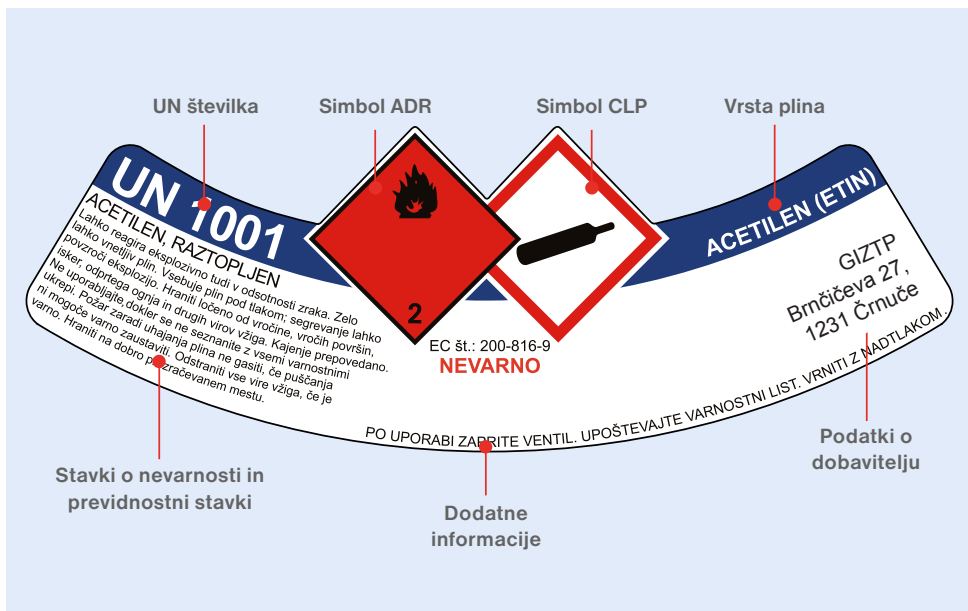 UN številka
Simbol ADR
Simbol CLP
Vrsta plina
UN 1001
ACETILEN, RAZTOPLJEN
Lahko reagira eksplozivno tudi v odsotnosti zraka. Zelo
lahko vnetljiv plin. Vsebuje plin pod tlakom; segrevanje lahko
povzroči eksplozijo. Hraniti ločeno od vročine, vročih površin,
isker, odprtega ognja in drugih virov vžiga. Kajenje prepovedano.
Ne uporabljajte,dokler se ne seznanite z vsemi varnostnimi
ukrepi. Požar zaradi uhajanja plina ne gasiti, če puščanja
ni mogoče varno zaustaviti. Odstraniti vse vire vžiga, če je
varno. Hraniti na dobro prezračevanem mestu.
2
EC št.: 200-816-9
NEVARNO
ACETILEN (ETIN)
GIZTP
Brnčičeva 27,
1231 Črnuče
PO UPORABI ZAPRITE VENTIL. UPOŠTEVAJTE VARNOSTNI LIST. VRNITI Z NADTLAKOM.
Stavki o nevarnosti in
previdnostni stavki
Dodatne
informacije
Podatki o
dobavitelju